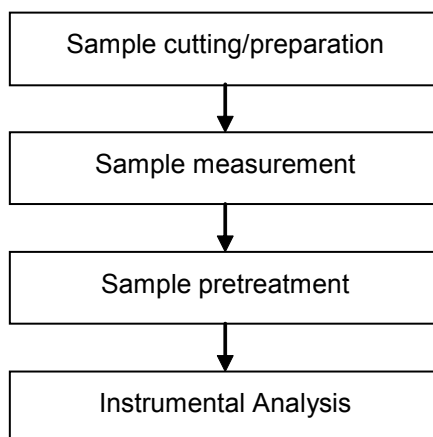 Sample cutting/preparation
Sample measurement
Sample pretreatment
Instrumental Analysis